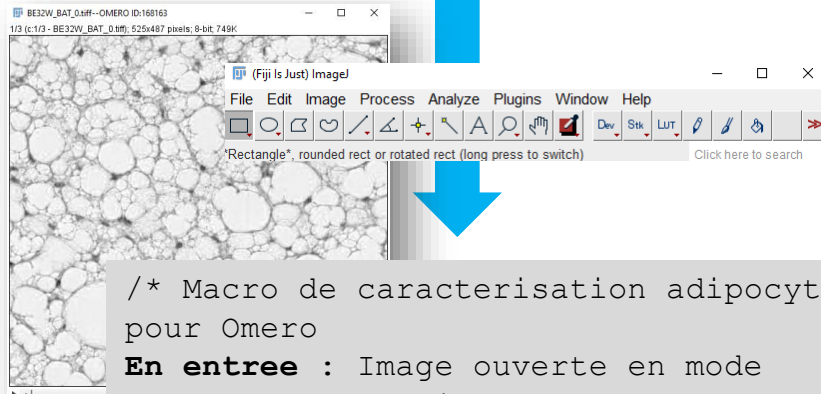 BE32W_BAT_0.tiff--OMERO ID:168163
1/3 (c:1/3 - BE32W_BAT_0.tiff); 525x487 pixels; 8-bit; 749K
(Fiji Is Just) ImageJ
File Edit Image Process Analyze Plugins Window Help
Dev Stk LUT
*Rectangle*, rounded rect or rotated rect (long press to switch) Click here to search
/* Macro de caracterisation adipocyt
pour Omero
En entree : Image ouverte en mode